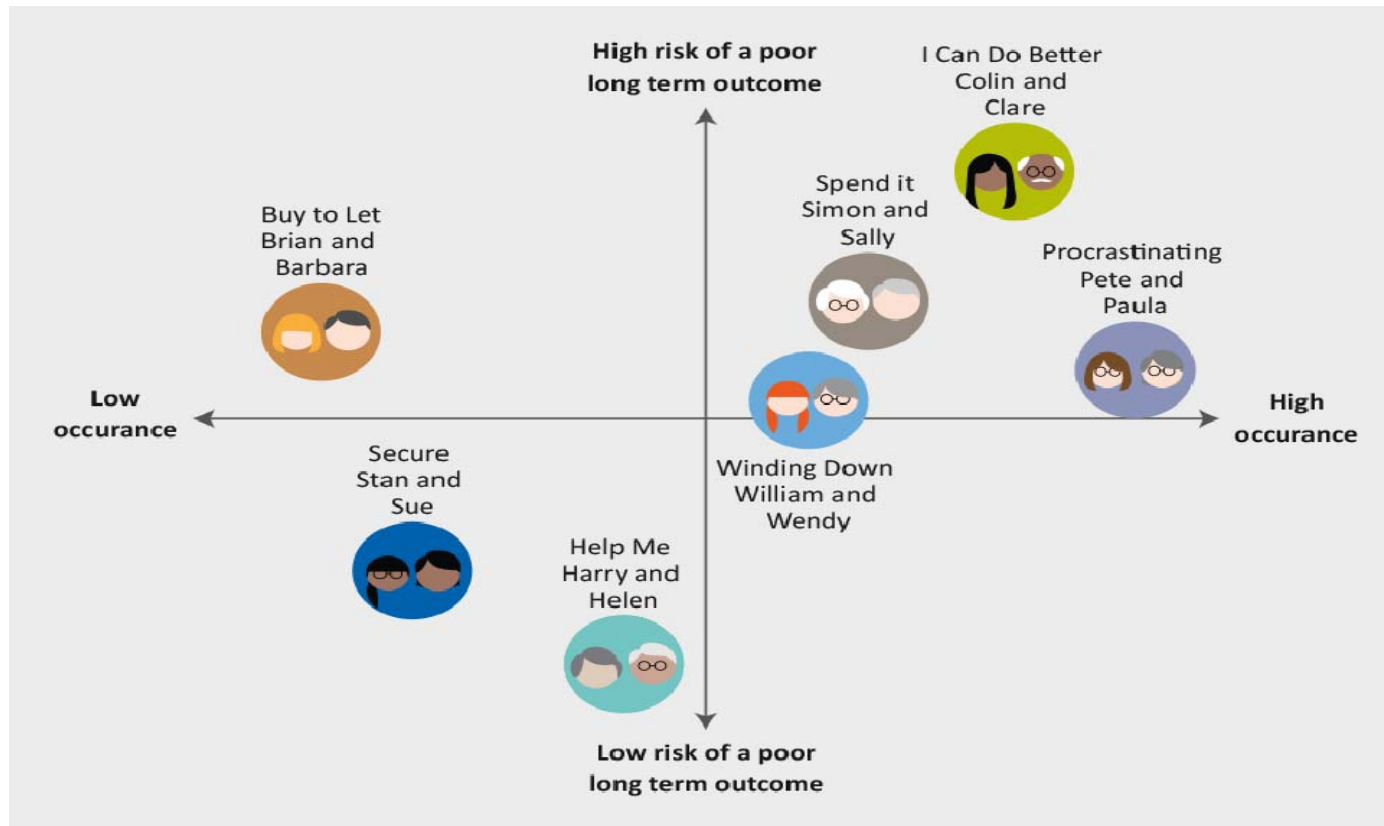 High risk of a poor
long term outcome
I Can Do Better
Colin and
Clare
Spend it
Simon and
Sally
Buy to Let
Brian and
Barbara
Procrastinating
Pete and
Paula
Low
occurance
High
occurance
Secure
Stan and
Sue
Winding Down
William and
Wendy
Help Me
Harry and
Helen
Low risk of a poor
long term outcome